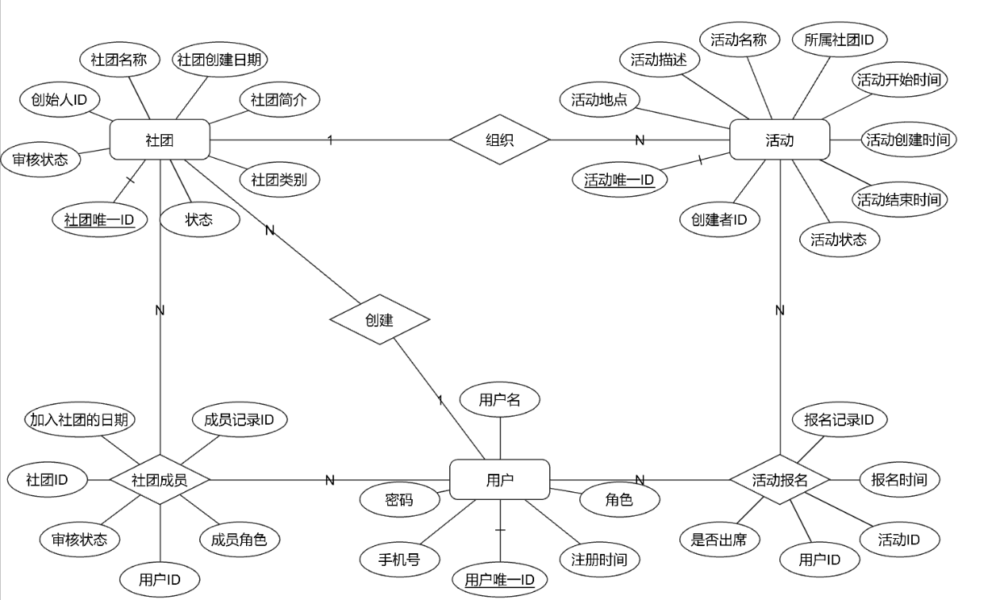 活动名称
所属社团ID
社团名称
社团创建日期
活动描述
活动开始时间
创始人ID
社团简介
活动地点
社团
1
组织
N
活动
活动创建时间
审核状态
社团类别
活动唯一ID
活动结束时间
社团唯一ID
状态
创建者ID
N
活动状态
N
创建
N
1
用户名
加入社团的日期
成员记录ID
报名记录ID
社团ID
社团成员
N
用户
N
活动报名
报名时间
密码
角色
审核状态
成员角色
是否出席
活动ID
手机号
注册时间
用户ID
用户ID
用户唯一ID